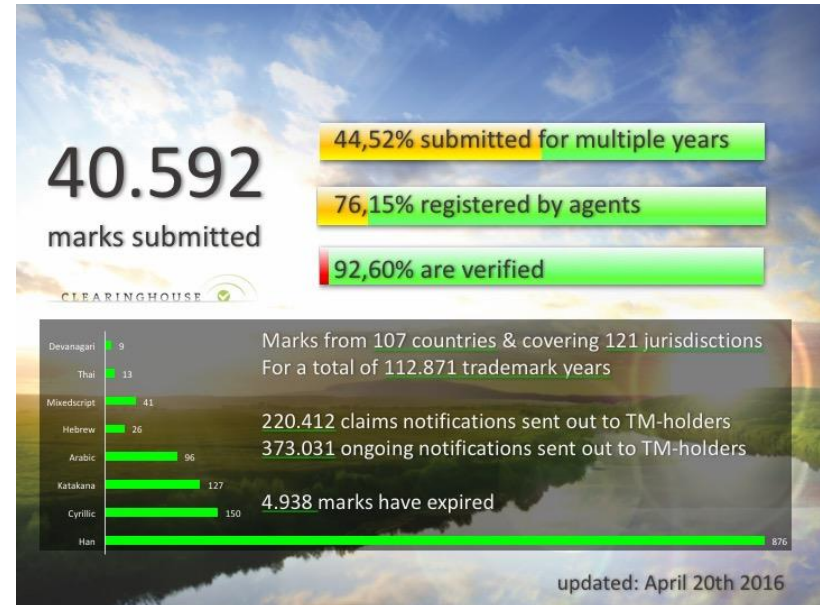 40.592
marks submitted
CLEARINGHOUSE
44,52% submitted for multiple years
76,15% registered by agents
92,60% are verified
Marks from 107 countries & covering 121 jurisdisctions
For a total of 112.871 trademark years
220.412 claims notifications sent out to TM-holders
373.031 ongoing notifications sent out to TM-holders
4.938 marks have expired
Devanagari 9
Thai 13
Mixedscript 41
Hebrew 26
Arabic 96
Katakana 127
Cyrillic 150
Han 876
updated: April 20th 2016